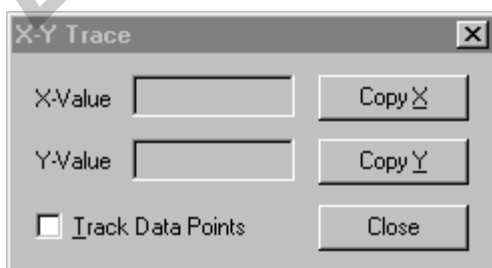 X-Y Trace
X-Value Copy X
Y-Value Copy Y
Track Data Points Close